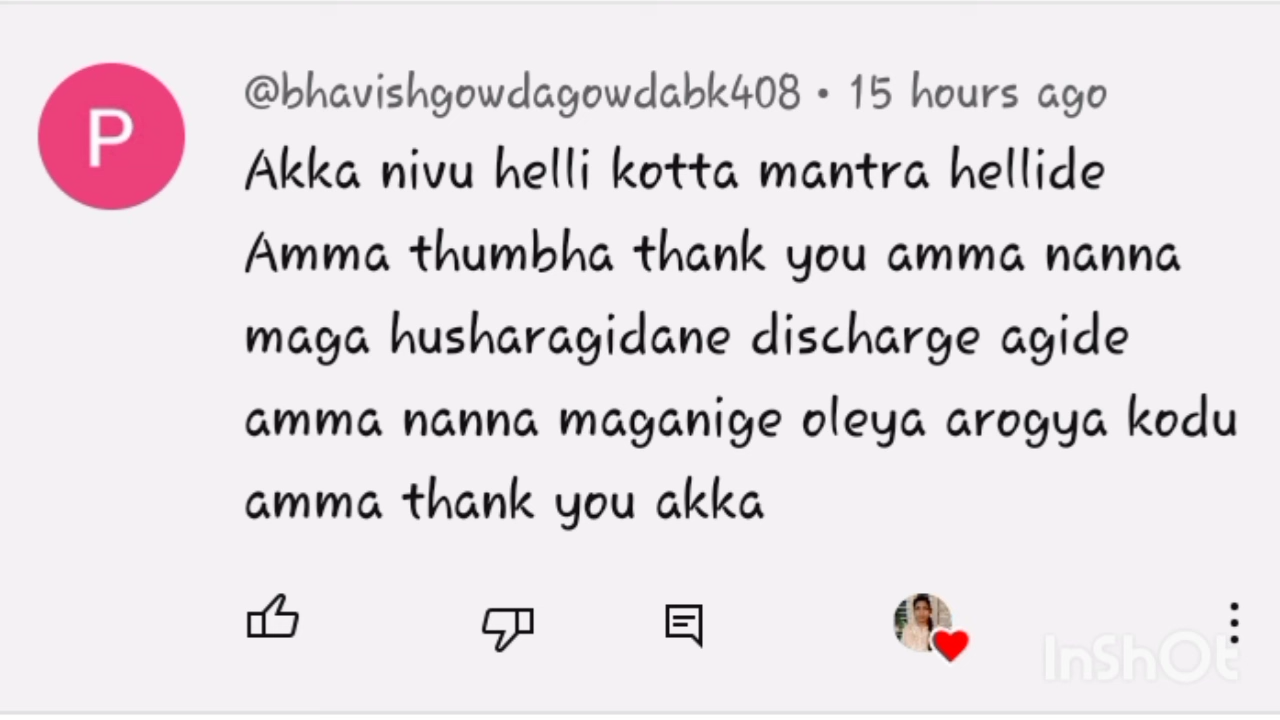 P
@bhavishgowdagowdabk408 • 15 hours ago
Akka nivu helli kotta mantra hellide
Amma thumbha thank you amma nanna
maga husharagidane discharge agide
amma nanna maganige oleya arogya kodu
amma thank you akka
InShOt